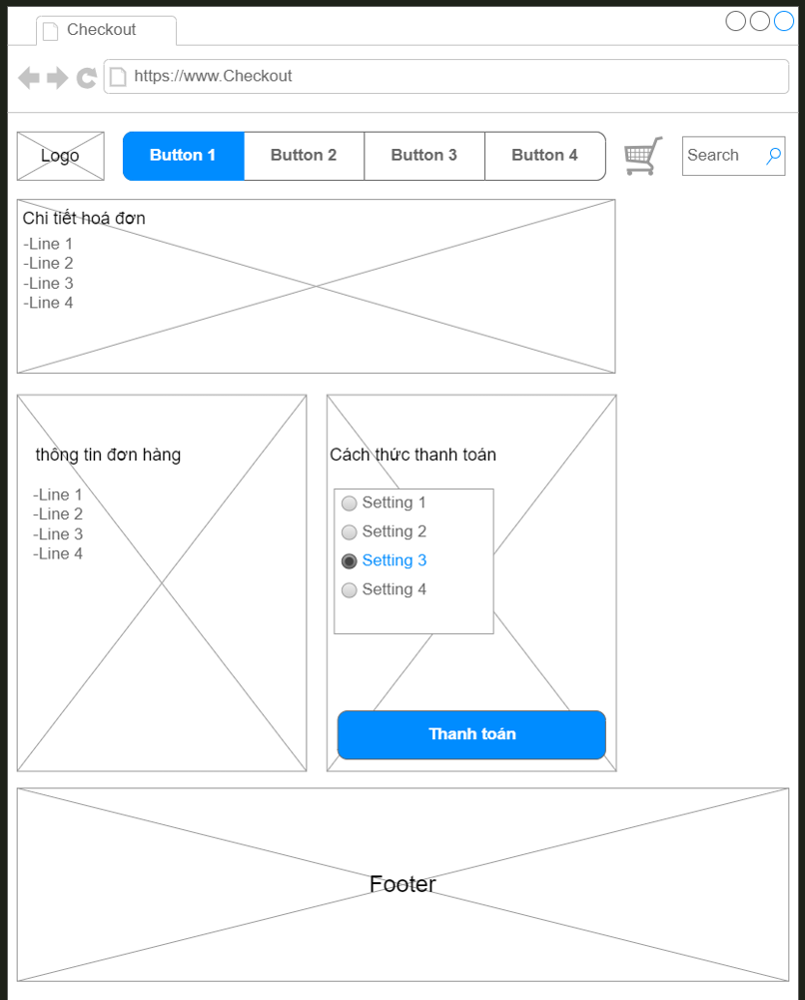 Checkout
https://www.Checkout
Logo
Button 1
Button 2
Button 3
Button 4
Search
Chi tiết hoá đơn
-Line 1
-Line 2
-Line 3
-Line 4
thông tin đơn hàng
-Line 1
-Line 2
-Line 3
-Line 4
Cách thức thanh toán
Setting 1
Setting 2
Setting 3
Setting 4
Thanh toán
Footer